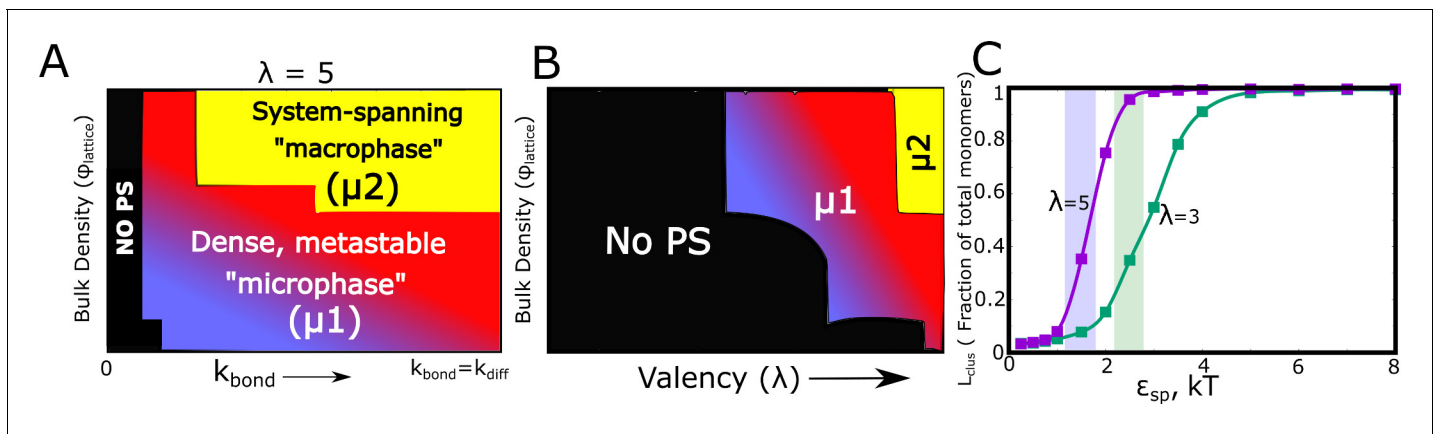 A
λ = 5
Bulk Density (φlattice)
NO PS
System-spanning
"macrophase"
(μ2)
Dense, metastable
"microphase"
(μ1)
0
kbond
kbond=kdiff
B
Bulk Density (φlattice)
No PS
μ1
μ2
Valency (λ)
C
Lclus ( Fraction of total monomers)
1
0.8
0.6
0.4
0.2
0
λ=5
λ=3
0 2 4 6 8
εsp, kT